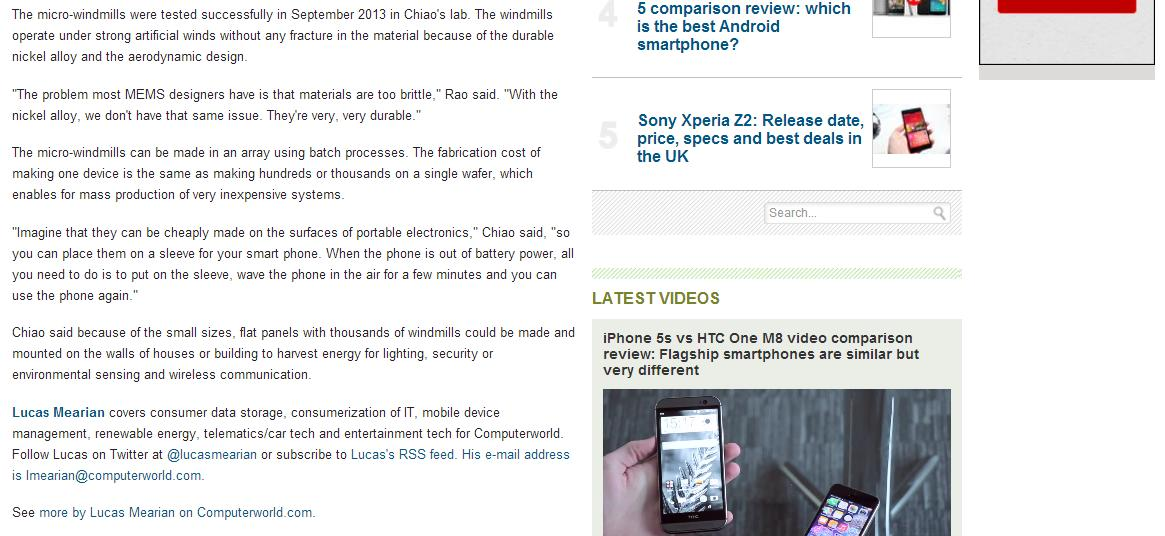 The micro-windmills were tested successfully in September 2013 in Chiao's lab. The windmills
operate under strong artificial winds without any fracture in the material because of the durable
nickel alloy and the aerodynamic design.
"The problem most MEMS designers have is that materials are too brittle," Rao said. "With the
nickel alloy, we don't have that same issue. They're very, very durable."
The micro-windmills can be made in an array using batch processes. The fabrication cost of
making one device is the same as making hundreds or thousands on a single wafer, which
enables for mass production of very inexpensive systems.
"Imagine that they can be cheaply made on the surfaces of portable electronics," Chiao said, "so
you can place them on a sleeve for your smart phone. When the phone is out of battery power, all
you need to do is to put on the sleeve, wave the phone in the air for a few minutes and you can
use the phone again."
Chiao said because of the small sizes, flat panels with thousands of windmills could be made and
mounted on the walls of houses or building to harvest energy for lighting, security or
environmental sensing and wireless communication.
Lucas Mearian covers consumer data storage, consumerization of IT, mobile device
management, renewable energy, telematics/car tech and entertainment tech for Computerworld.
Follow Lucas on Twitter at @lucasmearian or subscribe to Lucas's RSS feed. His e-mail address
is lmearian@computerworld.com.
See more by Lucas Mearian on Computerworld.com.
4
5 comparison review: which
is the best Android
smartphone?
5
Sony Xperia Z2: Release date,
price, specs and best deals in
the UK
Search...
LATEST VIDEOS
iPhone 5s vs HTC One M8 video comparison
review: Flagship smartphones are similar but
very different
15:17
hTC